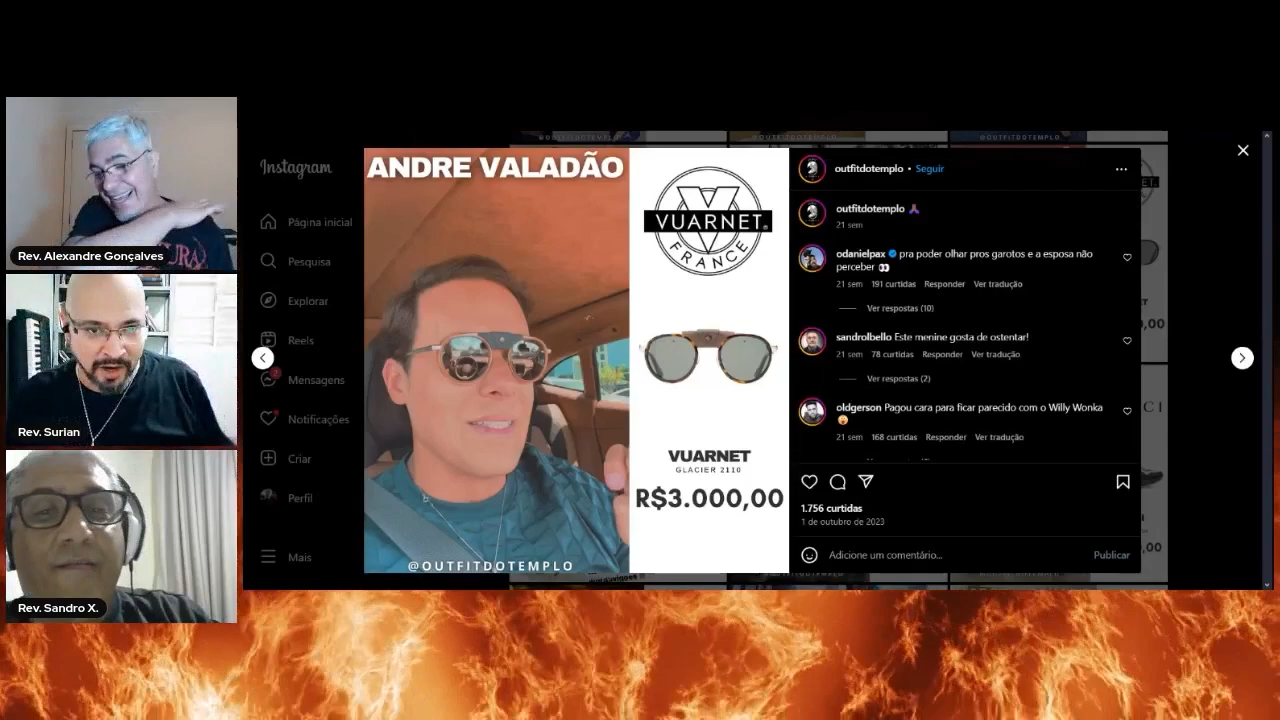 Rev. Alexandre Gonçalves
Rev. Surian
Rev. Sandro X.
Instagram
Página inicial
Pesquisa
Explorar
Reels
Mensagens
Notificações
Criar
Perfil
Mais
@OUTFITDOTEMPLO
ANDRE VALADÃO
@OUTFITDOTEMPLO
VUARNET
FRANCE
VUARNET
GLACIER 2110
R$3.000,00
outfitdotemplo • Seguir
outfitdotemplo 🙏🏾
21 sem
odanielpax pra poder olhar pros garotos e a esposa não
perceber 👀
21 sem 191 curtidas Responder Ver tradução
Ver respostas (10)
sandrolbello Este menine gosta de ostentar!
21 sem 78 curtidas Responder Ver tradução
Ver respostas (2)
oldgerson Pagou cara para ficar parecido com o Willy Wonka
21 sem 168 curtidas Responder Ver tradução
1.756 curtidas
1 de outubro de 2023
Adicione um comentário...
Publicar